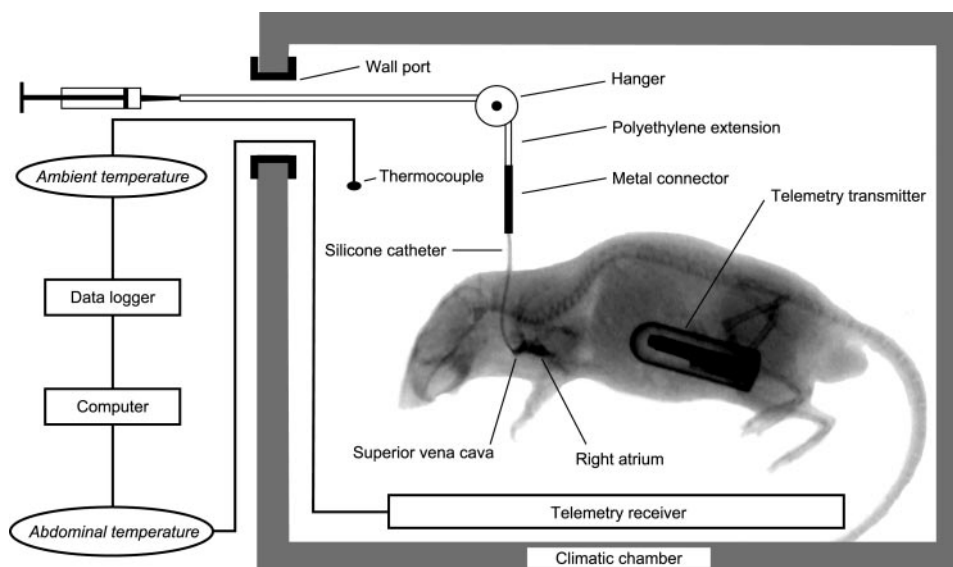 Wall port
Hanger
Polyethylene extension
Ambient temperature
Thermocouple
Metal connector
Telemetry transmitter
Silicone catheter
Data logger
Computer
Superior vena cava
Right atrium
Telemetry receiver
Abdominal temperature
Climatic chamber